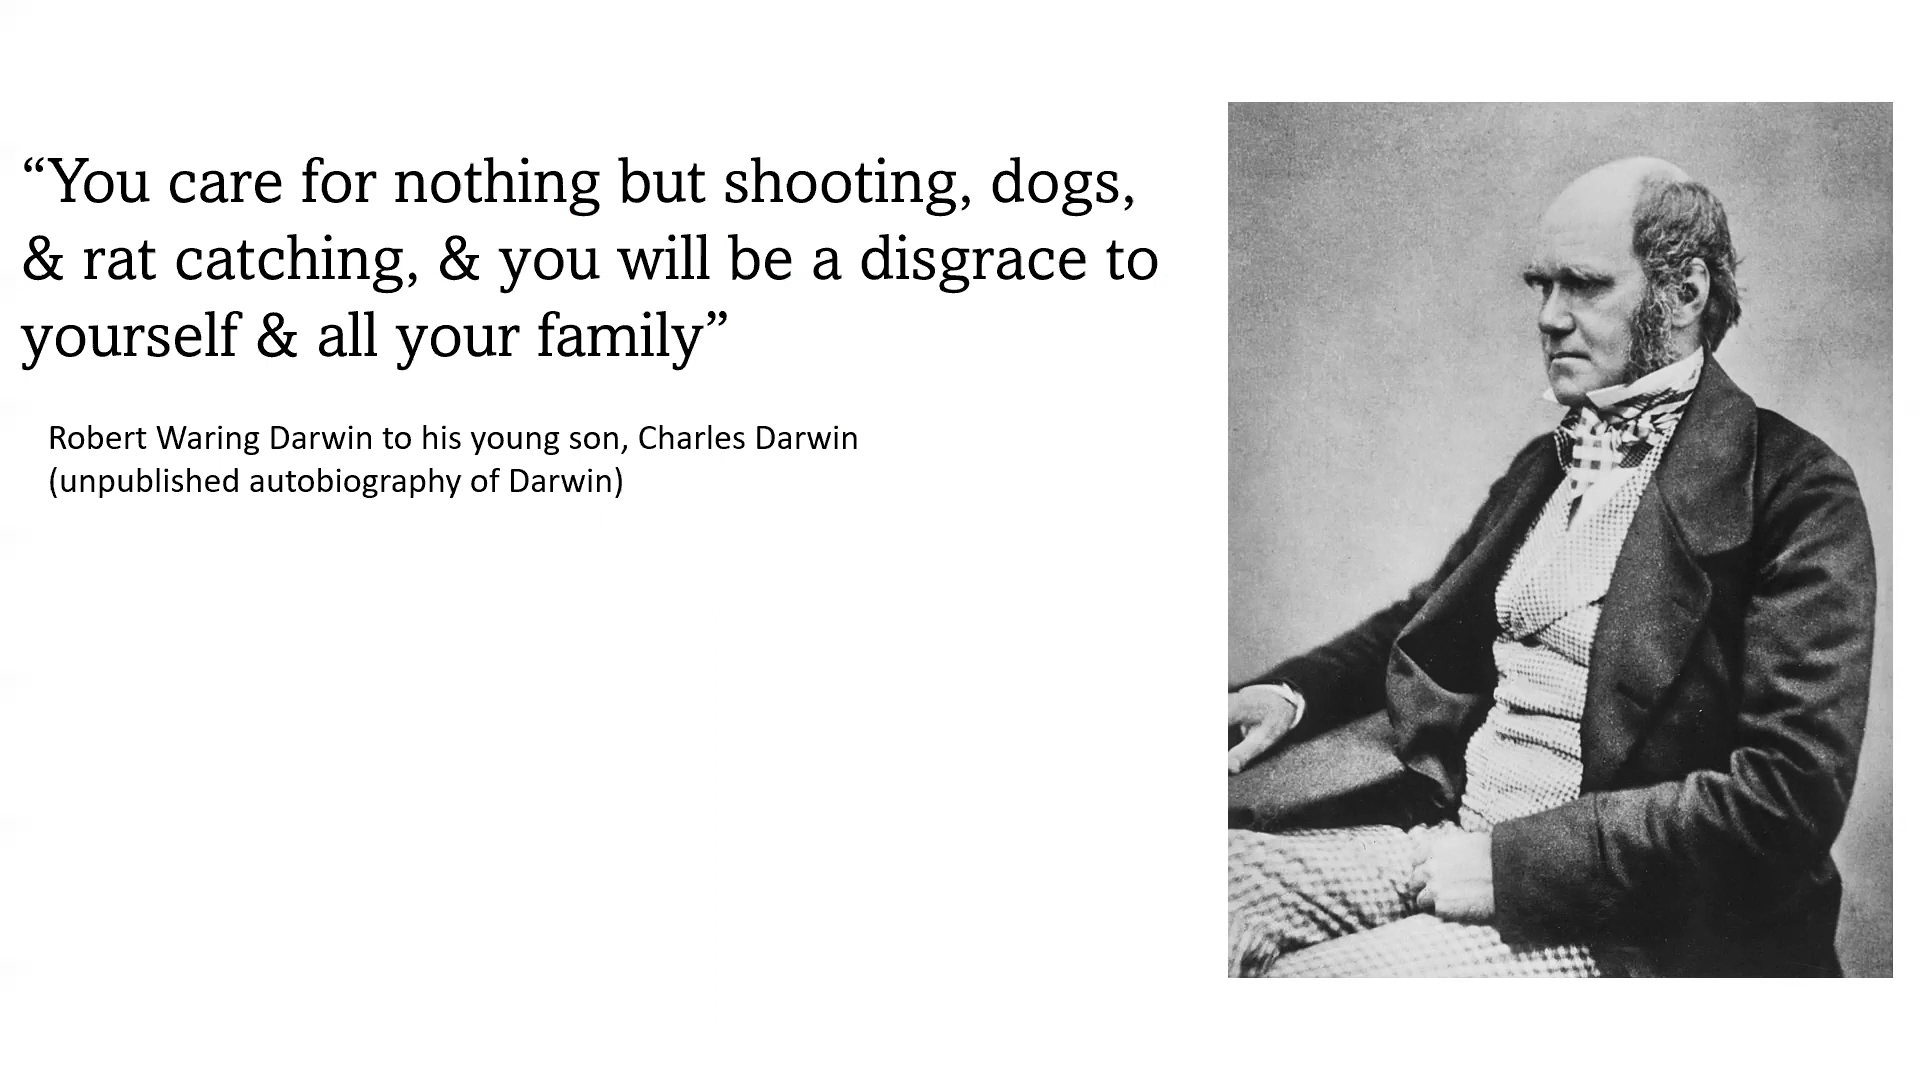 “You care for nothing but shooting, dogs,
& rat catching, & you will be a disgrace to
yourself & all your family”
Robert Waring Darwin to his young son, Charles Darwin
(unpublished autobiography of Darwin)